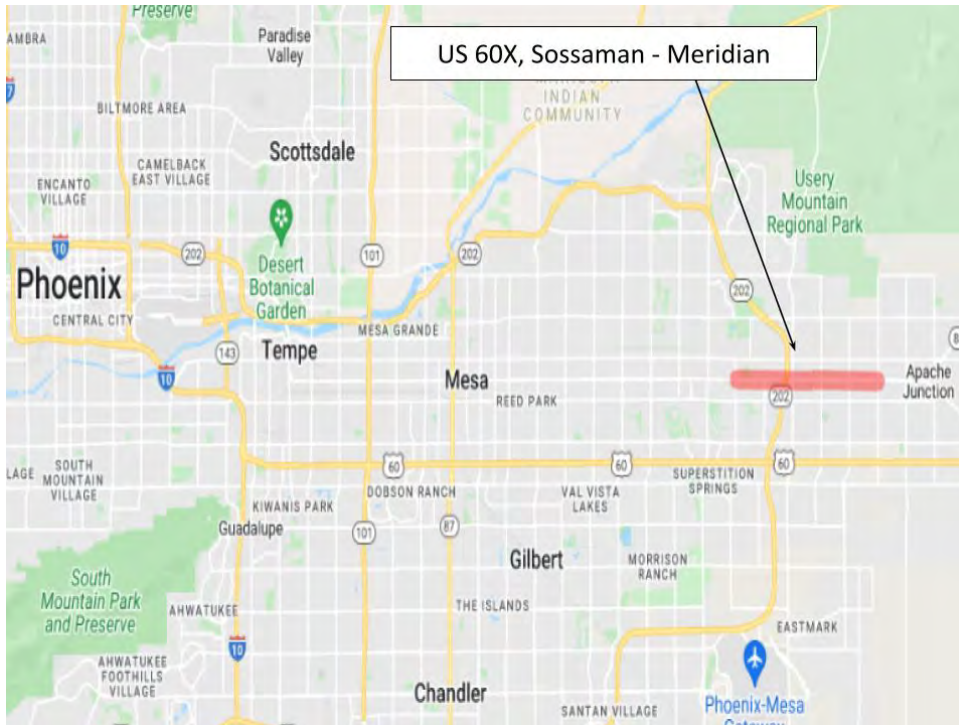 Preserve
AMBRA
Paradise
Valley
US 60X, Sossaman - Meridian
INDIAN
COMMUNITY
BILTMORE AREA
Scottsdale
CAMELBACK
EAST VILLAGE
ENCANTO
VILLAGE
Usery
Mountain
Regional Park
10
202
101
202
Desert
Botanical
Garden
Phoenix
202
CENTRAL CITY
MESA GRANDE
143
Tempe
10
Mesa
REED PARK
202
Apache
Junction
LAGE
SOUTH
MOUNTAIN
VILLAGE
60
60
SUPERSTITION
SPRINGS
60
DOBSON RANCH
VAL VISTA
LAKES
KIWANIS PARK
Guadalupe
101
87
Gilbert
MORRISON
RANCH
South
Mountain Park
and Preserve
AHWATUKEE
THE ISLANDS
10
EASTMARK
AHWATUKEE
FOOTHILLS
VILLAGE
Chandler
SANTAN VILLAGE
Phoenix-Mesa